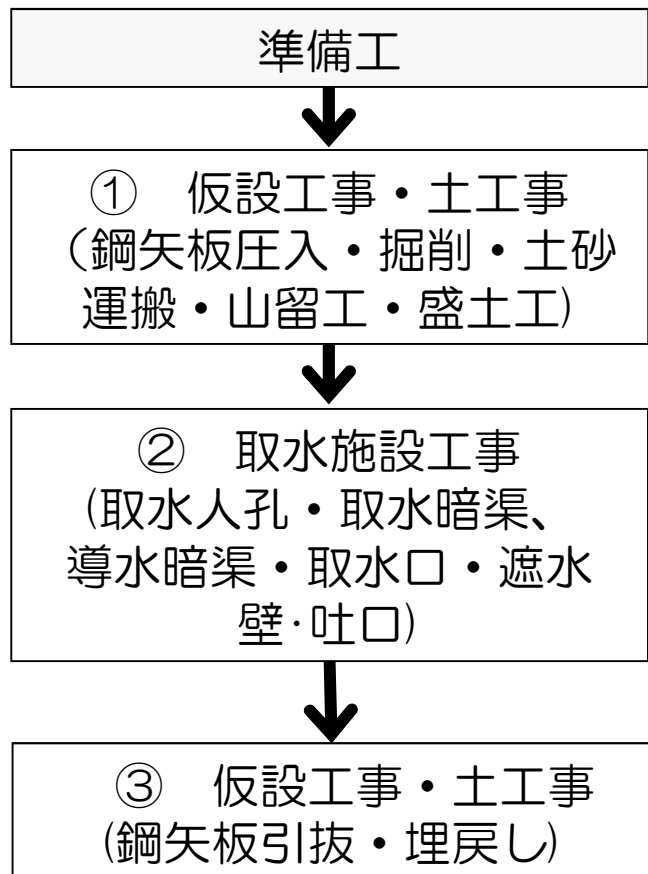 準備工
①　仮設工事・土工事
（鋼矢板圧入・掘削・土砂
運搬・山留工・盛土工)
②　取水施設工事
(取水人孔・取水暗渠、
導水暗渠・取水口・遮水
壁･吐口)
③　仮設工事・土工事
(鋼矢板引抜・埋戻し)